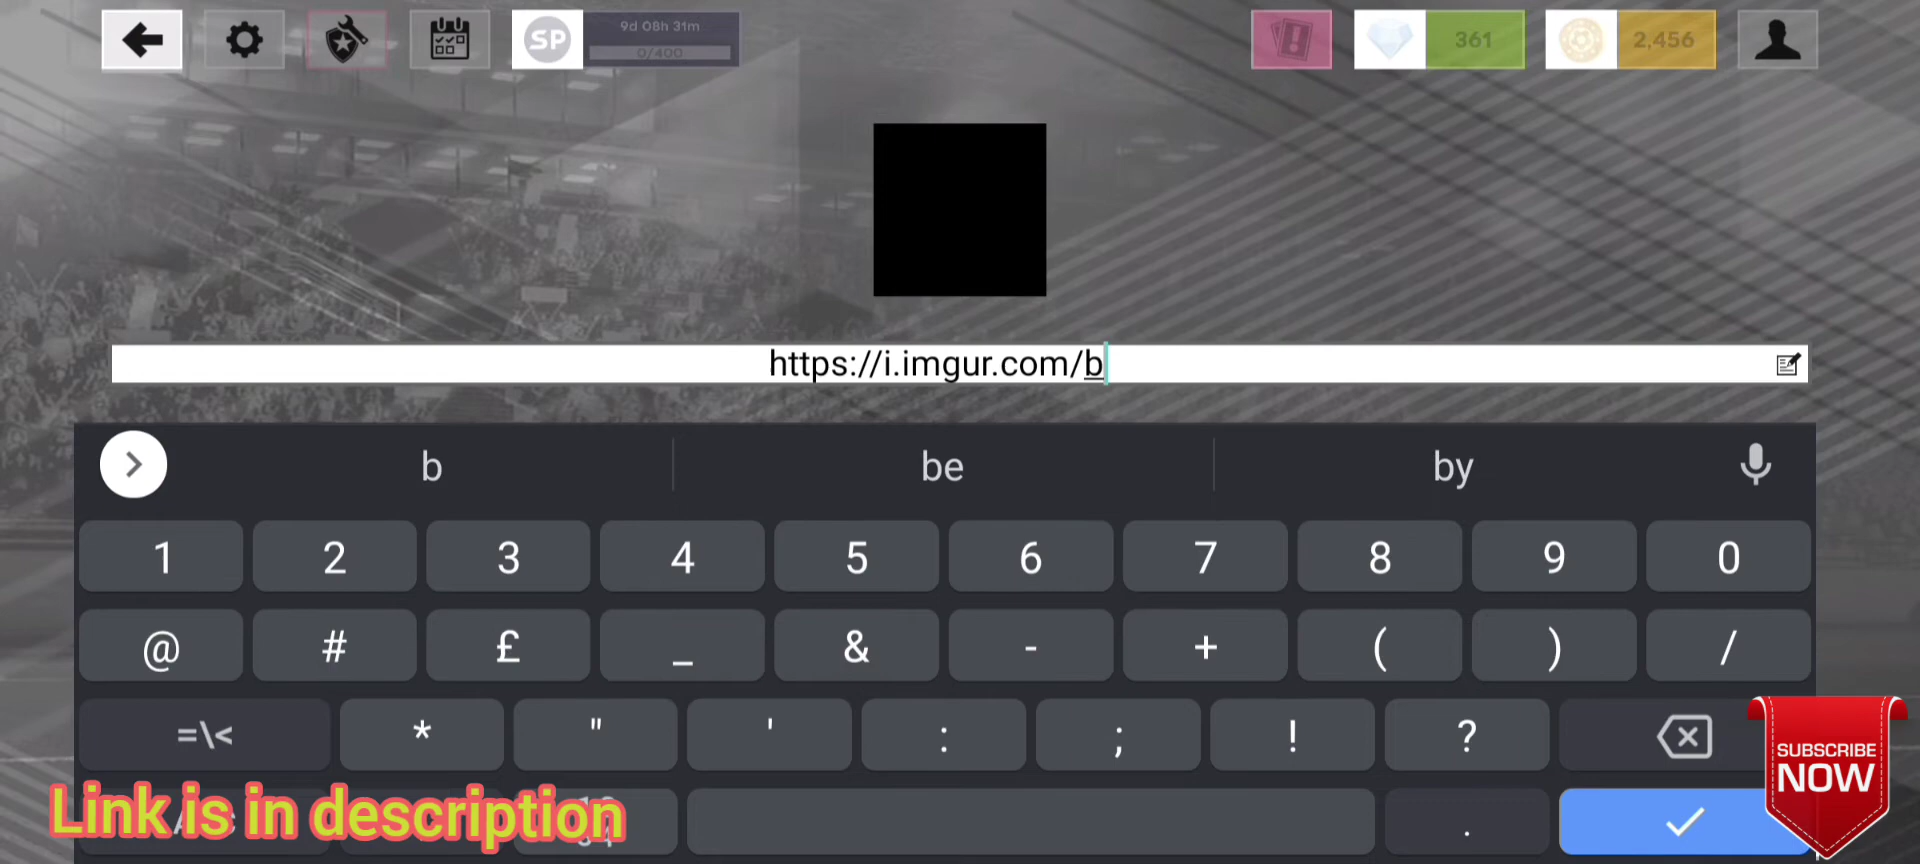 SP
9d 08h 31m
0/400
361
2,456
https://i.imgur.com/b
b be by
1 2 3 4 5 6 7 8 9 0
@ # £ _ & - + ( ) /
=\< * " ' : ; ! ?
.
Link is in description
SUBSCRIBE
NOW